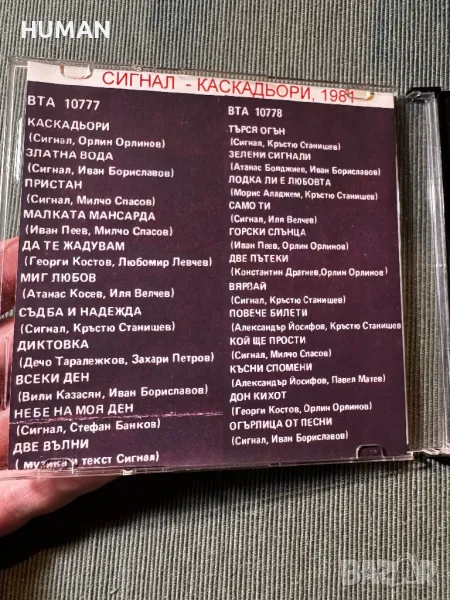 HUMAN
СИГНАЛ - КАСКАДЬОРИ, 1981
ВТА 10777
КАСКАДЬОРИ
(Сигнал, Орлин Орлинов)
ЗЛАТНА ВОДА
(Сигнал, Иван Бориславов)
ПРИСТАН
(Сигнал, Милчо Спасов)
МАЛКАТА МАНСАРДА
(Иван Пеев, Милчо Спасов)
ДА ТЕ ЖАДУВАМ
(Георги Костов, Любомир Левчев)
МИГ ЛЮБОВ
(Атанас Косев, Иля Велчев)
СЪДБА И НАДЕЖДА
(Сигнал, Кръстю Станишев)
ДИКТОВКА
(Дечо Таралежков, Захари Петров)
ВСЕКИ ДЕН
(Вили Казасян, Иван Бориславов)
НЕБЕ НА МОЯ ДЕН
(Сигнал, Стефан Банков)
ДВЕ ВЪЛНИ
( музика и текст Сигнал)
ВТА 10778
ТЪРСЯ ОГЪН
(Сигнал, Кръстю Станишев)
ЗЕЛЕНИ СИГНАЛИ
(Атанас Бояджиев, Иван Бориславов)
ЛОДКА ЛИ Е ЛЮБОВТА
(Морис Аладжем, Кръстю Станишев)
САМО ТИ
(Сигнал, Иля Велчев)
ГОРСКИ СЛЪНЦА
(Иван Пеев, Орлин Орлинов)
ДВЕ ПЪТЕКИ
(Константин Драгнев,Орлин Орлинов)
ВЯРВАЙ
(Сигнал, Кръстю Станишев)
ПОВЕЧЕ БИЛЕТИ
(Александър Йосифов, Кръстю Станишев
КОЙ ЩЕ ПРОСТИ
(Сигнал, Милчо Спасов)
КЪСНИ СПОМЕНИ
(Александър Йосифов, Павел Матев)
ДОН КИХОТ
(Георги Костов, Орлин Орлинов)
ОГЪРЛИЦА ОТ ПЕСНИ
(Сигнал, Иван Бориславов)
bazar.bg